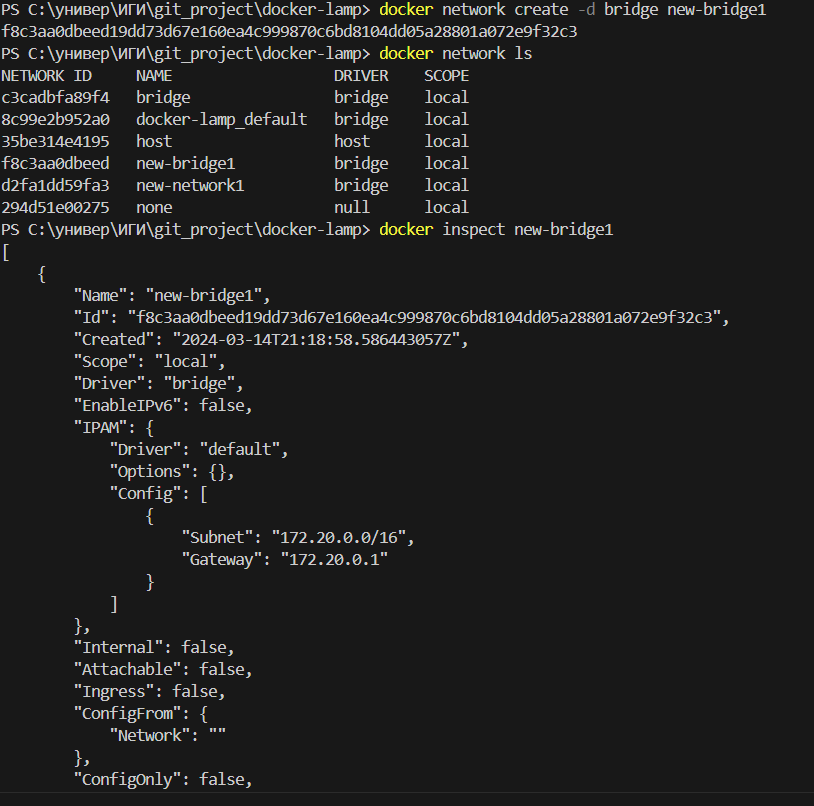 PS C:\универ\ИГИ\git_project\docker-lamp> docker network create -d bridge new-bridge1
f8c3aa0dbeed19dd73d67e160ea4c999870c6bd8104dd05a28801a072e9f32c3
PS C:\универ\ИГИ\git_project\docker-lamp> docker network ls
NETWORK ID     NAME                  DRIVER    SCOPE
c3cadbfa89f4   bridge                bridge    local
8c99e2b952a0   docker-lamp_default   bridge    local
35be314e4195   host                  host      local
f8c3aa0dbeed   new-bridge1           bridge    local
d2fa1dd59fa3   new-network1          bridge    local
294d51e00275   none                  null      local
PS C:\универ\ИГИ\git_project\docker-lamp> docker inspect new-bridge1
[
    {
        "Name": "new-bridge1",
        "Id": "f8c3aa0dbeed19dd73d67e160ea4c999870c6bd8104dd05a28801a072e9f32c3",
        "Created": "2024-03-14T21:18:58.586443057Z",
        "Scope": "local",
        "Driver": "bridge",
        "EnableIPv6": false,
        "IPAM": {
            "Driver": "default",
            "Options": {},
            "Config": [
                {
                    "Subnet": "172.20.0.0/16",
                    "Gateway": "172.20.0.1"
                }
            ]
        },
        "Internal": false,
        "Attachable": false,
        "Ingress": false,
        "ConfigFrom": {
            "Network": ""
        },
        "ConfigOnly": false,